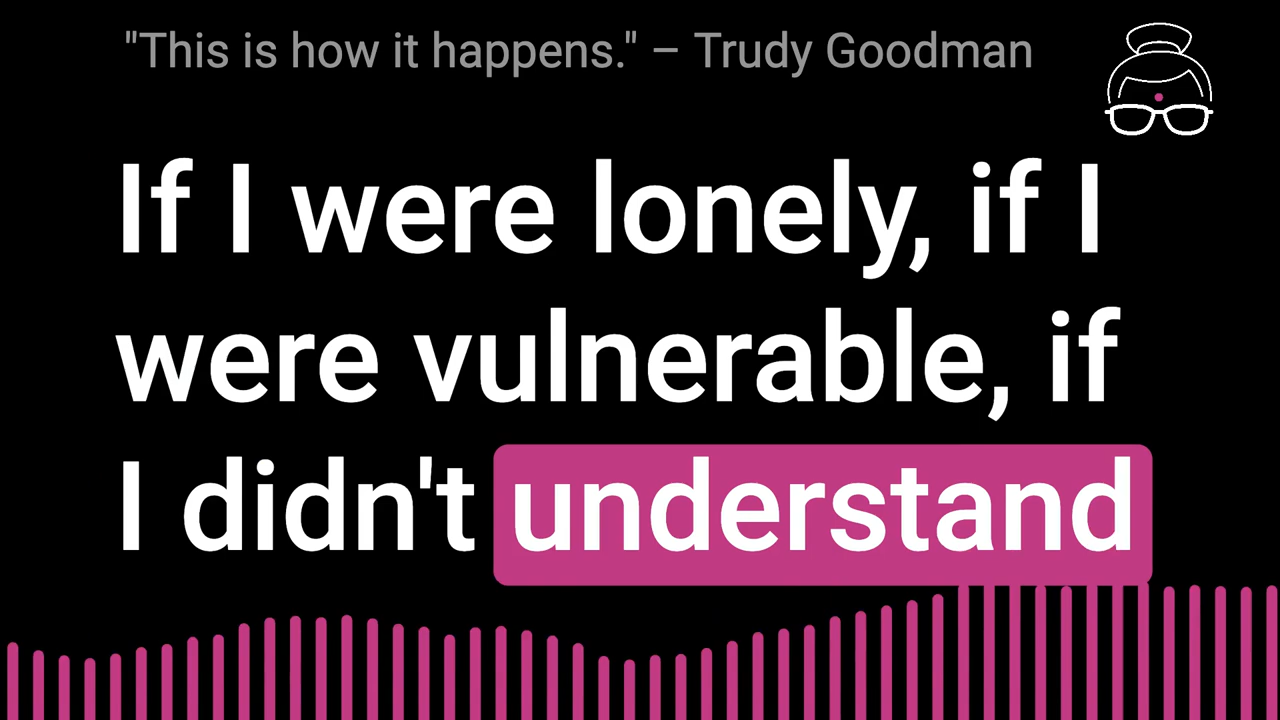 "This is how it happens." – Trudy Goodman
If I were lonely, if I
were vulnerable, if
I didn't understand